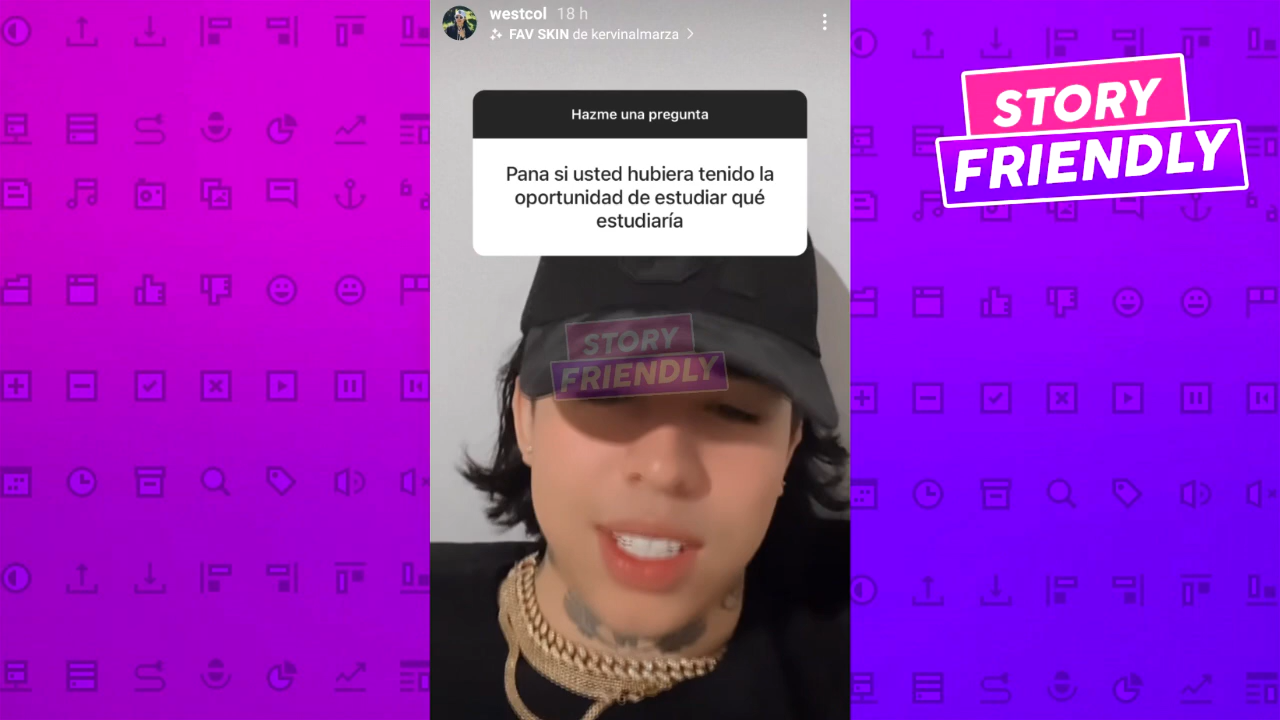 westcol 18 h
FAV SKIN de kervinalmarza
Hazme una pregunta
Pana si usted hubiera tenido la
oportunidad de estudiar qué
estudiaría
STORY
FRIENDLY
STORY
FRIENDLY